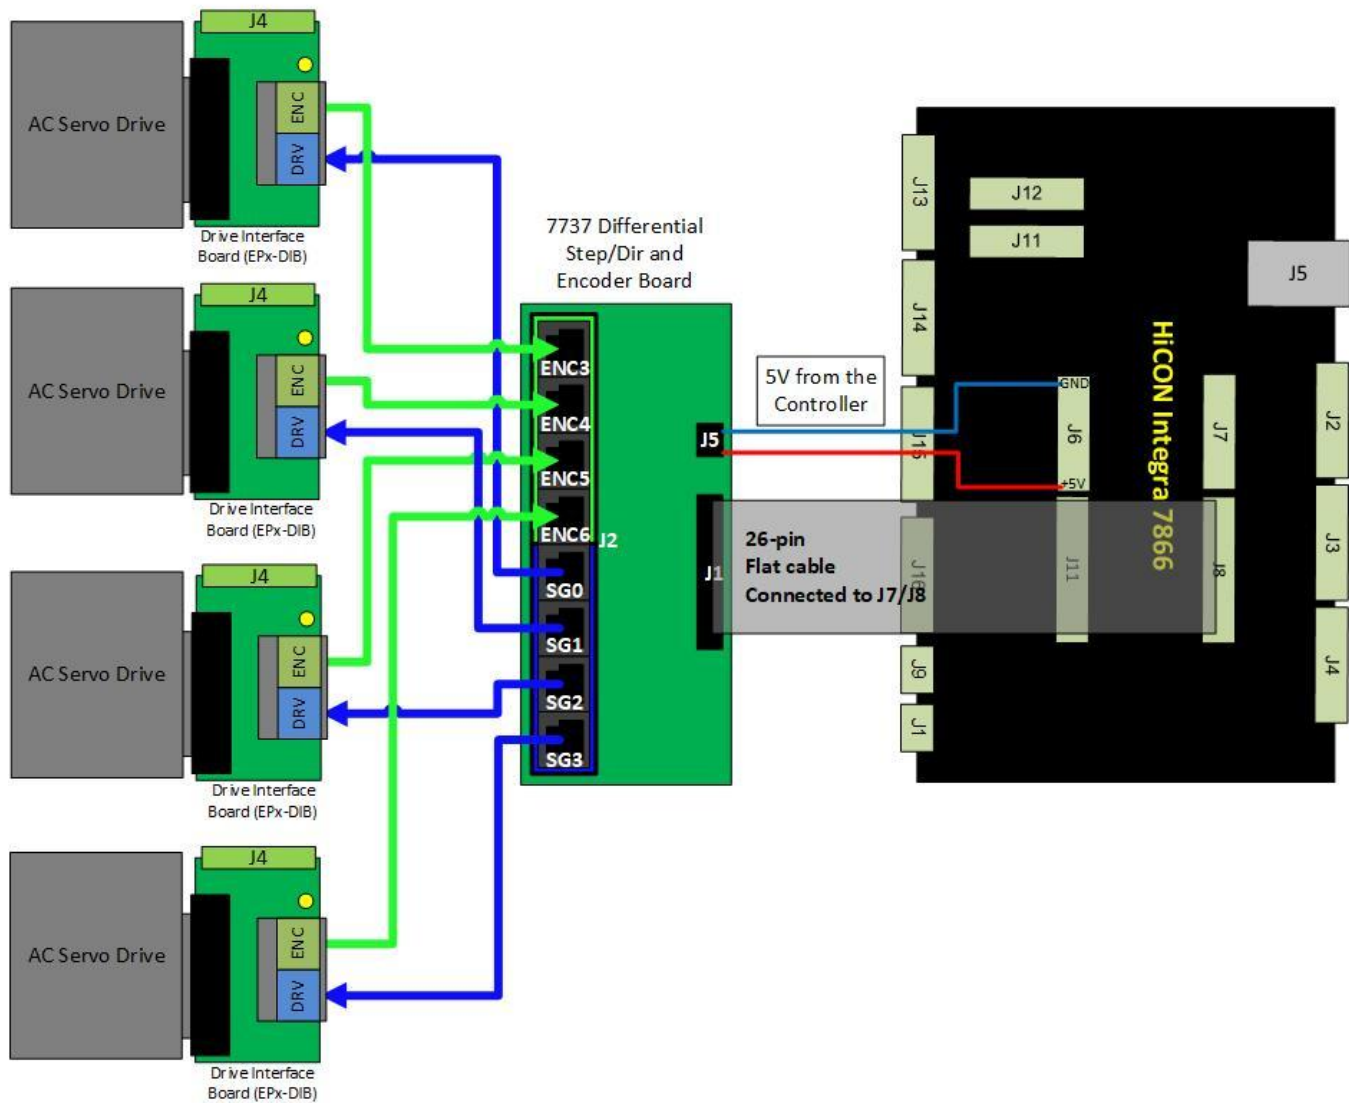 J4
AC Servo Drive
ENC
DRV
Drive Interface
Board (EPx-DIB)
J4
AC Servo Drive
ENC
DRV
Drive Interface
Board (EPx-DIB)
J4
AC Servo Drive
ENC
DRV
Drive Interface
Board (EPx-DIB)
J4
AC Servo Drive
ENC
DRV
Drive Interface
Board (EPx-DIB)
7737 Differential
Step/Dir and
Encoder Board
ENC3
ENC4
ENC5
ENC6
J2
SG0
SG1
SG2
SG3
J5
J1
5V from the
Controller
26-pin
Flat cable
Connected to J7/J8
J13
J14
J15
J16
J9
J1
J12
J11
GND
J6
+5V
J11
HiCON Integra 7866
J7
J8
J5
J2
J3
J4